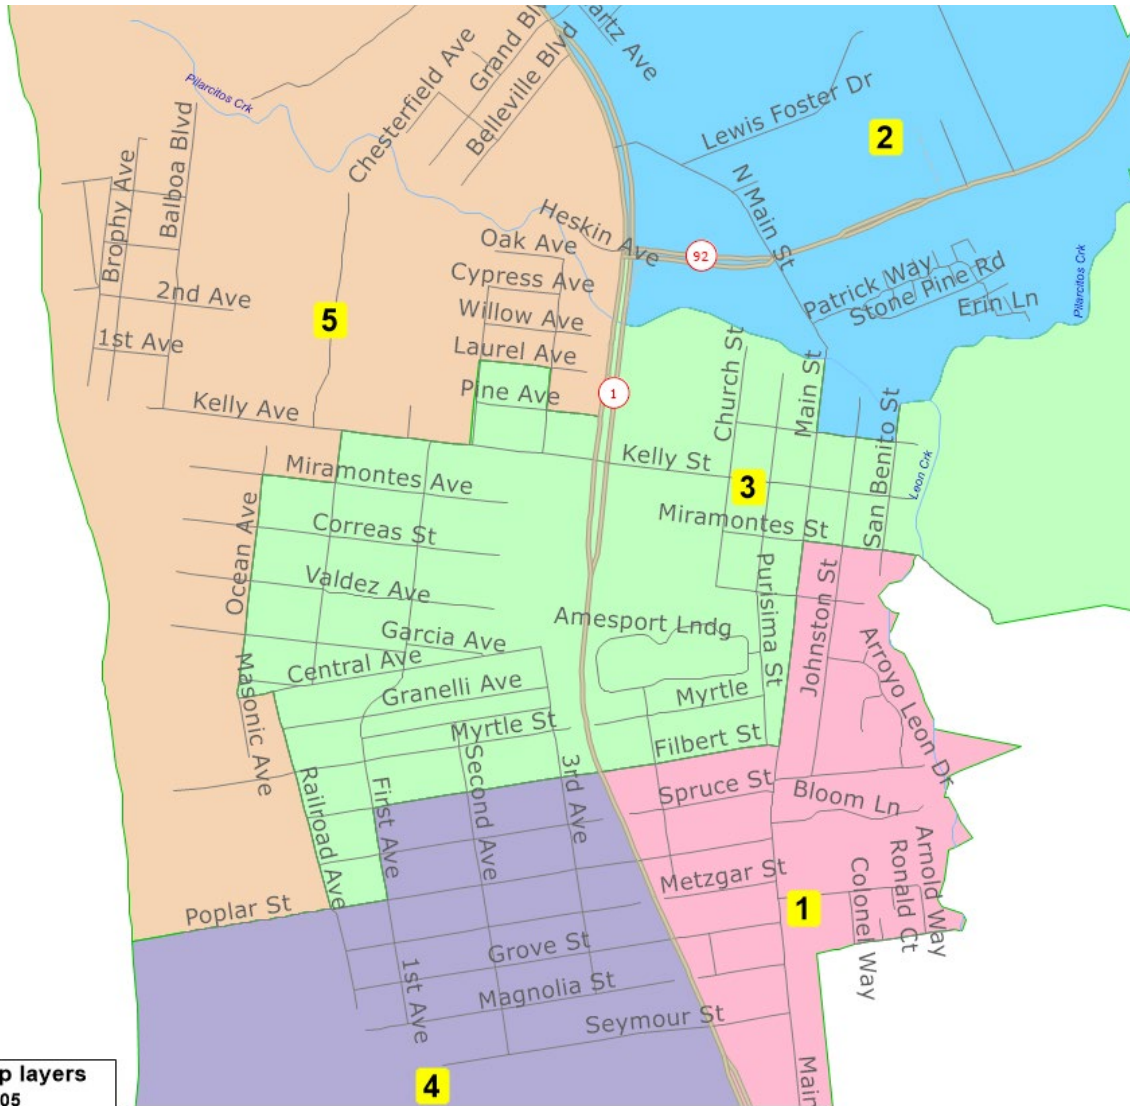 Grand Bl
artz Ave
Chesterfield Ave
Belleville Blvd
Pilarcitos Crk
Lewis Foster Dr
2
Balboa Blvd
Brophy Ave
N Main St
Heskin Ave
Oak Ave
92
Cypress Ave
Patrick Way
Stone Pine Rd
Pilarcitos Crk
Erin Ln
2nd Ave
Willow Ave
5
1st Ave
Laurel Ave
Church St
Main St
Pine Ave
1
Kelly Ave
San Benito St
Kelly St
Leon Crk
Miramontes Ave
3
Miramontes St
Correas St
Ocean Ave
Valdez Ave
Purisima St
Johnston St
Amesport Lndg
Garcia Ave
Central Ave
Arroyo Leon Dr
Masonic Ave
Granelli Ave
Myrtle
Myrtle St
Filbert St
Second Ave
3rd Ave
Railroad Ave
First Ave
Spruce St
Bloom Ln
Arnold Way
Ronald Ct
Metzgar St
Colonel Way
Poplar St
1
Grove St
1st Ave
Magnolia St
Seymour St
p layers
05
4
Main